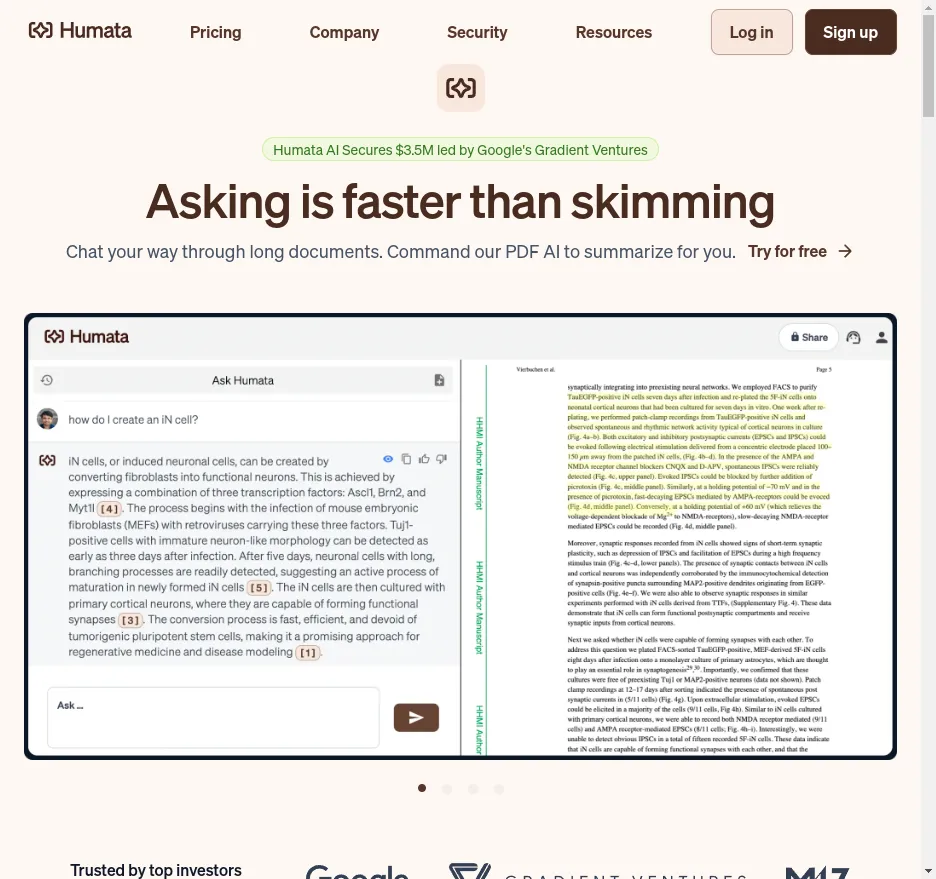 Humata
Pricing
Company
Security
Resources
Log in
Sign up
Humata AI Secures $3.5M led by Google's Gradient Ventures
Asking is faster than skimming
Chat your way through long documents. Command our PDF AI to summarize for you. Try for free →
Humata
Share
Ask Humata
how do I create an iN cell?
iN cells, or induced neuronal cells, can be created by
converting fibroblasts into functional neurons. This is achieved by
expressing a combination of three transcription factors: Ascl1, Brn2, and
Myt1l [4]. The process begins with the infection of mouse embryonic
fibroblasts (MEFs) with retroviruses carrying these three factors. Tuj1-
positive cells with immature neuron-like morphology can be detected as
early as three days after infection. After five days, neuronal cells with long,
branching processes are readily detected, suggesting an active process of
maturation in newly formed iN cells [5]. The iN cells are then cultured with
primary cortical neurons, where they are capable of forming functional
synapses [3]. The conversion process is fast, efficient, and devoid of
tumorigenic pluripotent stem cells, making it a promising approach for
regenerative medicine and disease modeling [1].
Ask ...
Vierbuchen et al.
Page 5
HHMI Author Manuscript
HHMI Author Manuscript
HHMI Author
synaptically integrating into preexisting neural networks. We employed FACS to purify
TauEGFP-positive iN cells seven days after infection and re-plated the 5F-iN cells onto
neonatal cortical neurons that had been cultured for seven days in vitro. One week after re-
plating, we performed patch-clamp recordings from TauEGFP-positive iN cells and
observed spontaneous and rhythmic network activity typical of cortical neurons in culture
(Fig. 4a–b). Both excitatory and inhibitory postsynaptic currents (EPSCs and IPSCs) could
be evoked following electrical stimulation delivered from a concentric electrode placed 100–
150 μm away from the patched iN cells, (Fig. 4b–d). In the presence of the AMPA and
NMDA receptor channel blockers CNQX and D-APV, spontaneous IPSCs were reliably
detected (Fig. 4c, upper panel). Evoked IPSCs could be blocked by further addition of
picrotoxin (Fig. 4c, middle panel). Similarly, at a holding potential of −70 mV and in the
presence of picrotoxin, fast-decaying EPSCs mediated by AMPA-receptors could be evoked
(Fig. 4d, middle panel). Conversely, at a holding potential of +60 mV (which relieves the
voltage-dependent blockade of Mg2+ to NMDA-receptors), slow-decaying NMDA-receptor
mediated EPSCs could be recorded (Fig. 4d, middle panel).
Moreover, synaptic responses recorded from iN cells showed signs of short-term synaptic
plasticity, such as depression of IPSCs and facilitation of EPSCs during a high frequency
stimulus train (Fig. 4c–d, lower panels). The presence of synaptic contacts between iN cells
and cortical neurons was independently corroborated by the immunocytochemical detection
of synapsin-positive puncta surrounding MAP2-positive dendrites originating from EGFP-
positive cells (Fig. 4e–f). We were also able to observe synaptic responses in similar
experiments performed with iN cells derived from TTFs, (Supplementary Fig. 4). These data
demonstrate that iN cells can form functional postsynaptic compartments and receive
synaptic inputs from cortical neurons.
Next we asked whether iN cells were capable of forming synapses with each other. To
address this question we plated FACS-sorted TauEGFP-positive, MEF-derived 5F-iN cells
eight days after infection onto a monolayer culture of primary astrocytes, which are thought
to play an essential role in synaptogenesis29,30. Importantly, we confirmed that those
cultures were free of preexisting Tuj1 or MAP2-positive neurons (data not shown). Patch
clamp recordings at 12–17 days after sorting indicated the presence of spontaneous post
synaptic currents in (5/11 cells) (Fig. 4g). Upon extracellular stimulation, evoked EPSCs
could be elicited in a majority of the cells (9/11 cells, Fig 4h). Similar to iN cells cultured
with primary cortical neurons, we were able to record both NMDA receptor mediated (9/11
cells) and AMPA receptor-mediated EPSCs (8/11 cells; Fig. 4h–i). Interestingly, we were
unable to detect obvious IPSCs in a total of fifteen recorded 5F-iN cells. These data indicate
that iN cells are capable of forming functional synapses with each other, and that the
Trusted by top investors
Google
GRADIENT VENTURES
M13